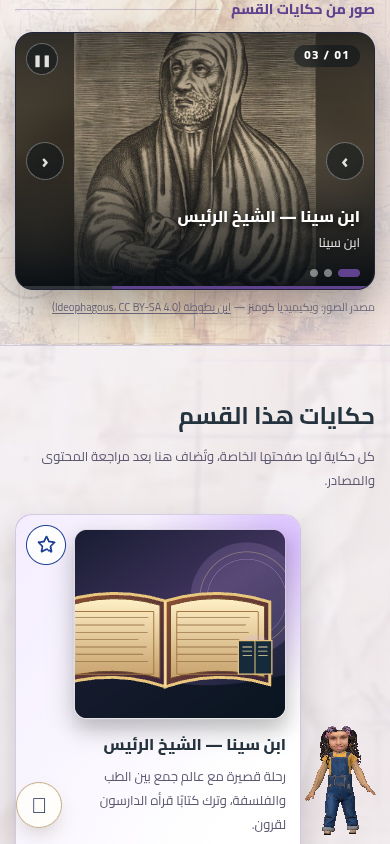 صور من حكايات القسم
03 / 01
ابن سينا — الشيخ الرئيس
ابن سينا
مصدر الصور: ويكيميديا كومنز — ابن بطوطة (Ideophagous، CC BY-SA 4.0)
حكايات هذا القسم
كل حكاية لها صفحتها الخاصة، وتُضاف هنا بعد مراجعة المحتوى
والمصادر.
ابن سينا — الشيخ الرئيس
رحلة قصيرة مع عالم جمع بين الطب
والفلسفة، وترك كتابًا قرأه الدارسون
لقرون.